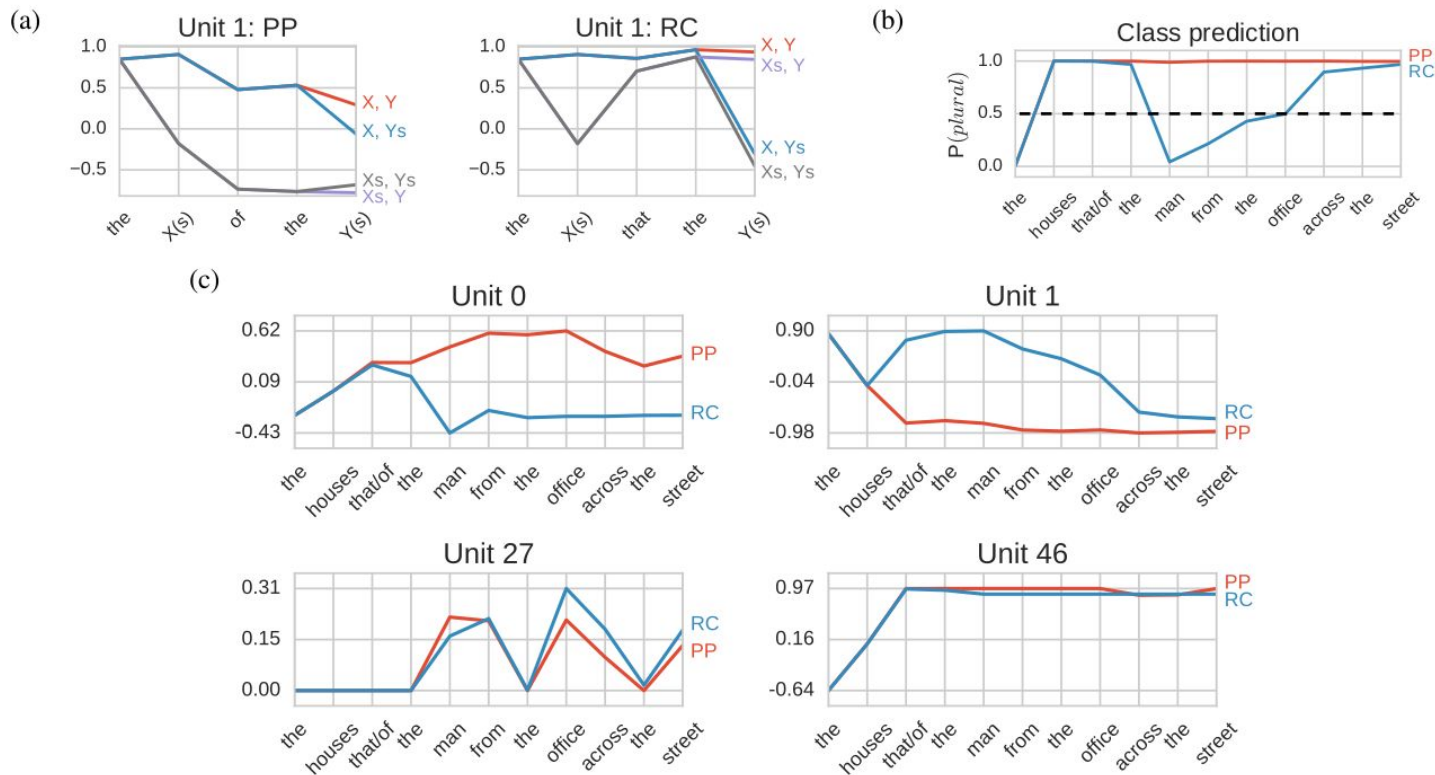 (a)
Unit 1: PP
1.0
0.5
0.0
−0.5
X, Y
X, Ys
Xs, Ys
Xs, Y
the X(s) of the Y(s)
Unit 1: RC
1.0
0.5
0.0
−0.5
X, Y
Xs, Y
X, Ys
Xs, Ys
the X(s) that the Y(s)
(b)
Class prediction
P(plural)
1.0
0.5
0.0
PP
RC
the houses that/of the man from the office across the street
(c)
Unit 0
0.62
0.09
-0.43
PP
RC
the houses that/of the man from the office across the street
Unit 1
0.90
-0.04
-0.98
RC
PP
the houses that/of the man from the office across the street
Unit 27
0.31
0.15
0.00
RC
PP
the houses that/of the man from the office across the street
Unit 46
0.97
0.16
-0.64
PP
RC
the houses that/of the man from the office across the street